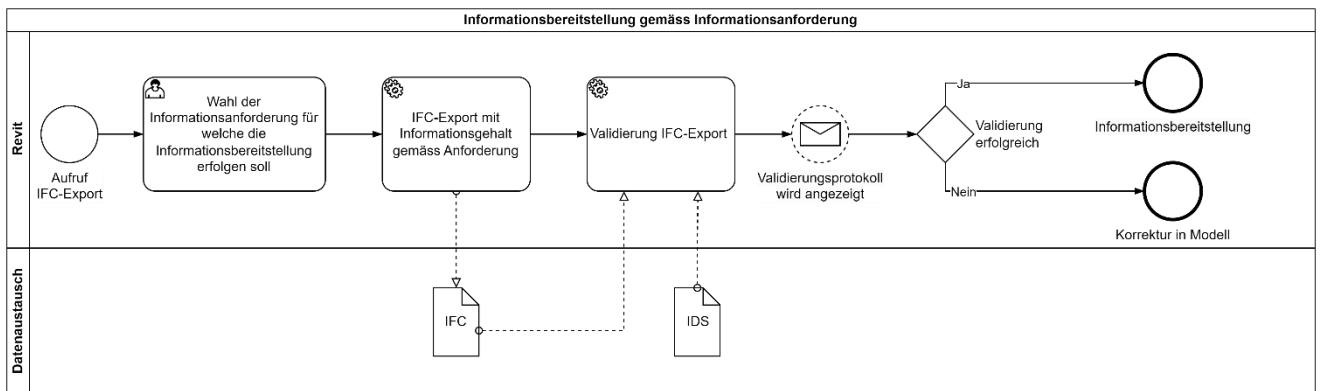 Informationsbereitstellung gemäss Informationsanforderung
Revit
Aufruf
IFC-Export
Wahl der
Informationsanforderung für
welche die
Informationsbereitstellung
erfolgen soll
IFC-Export mit
Informationsgehalt
gemäss Anforderung
Validierung IFC-Export
Validierungsprotokoll
wird angezeigt
Validierung
erfolgreich
Ja
Informationsbereitstellung
Nein
Korrektur in Modell
Datenaustausch
IFC
IDS